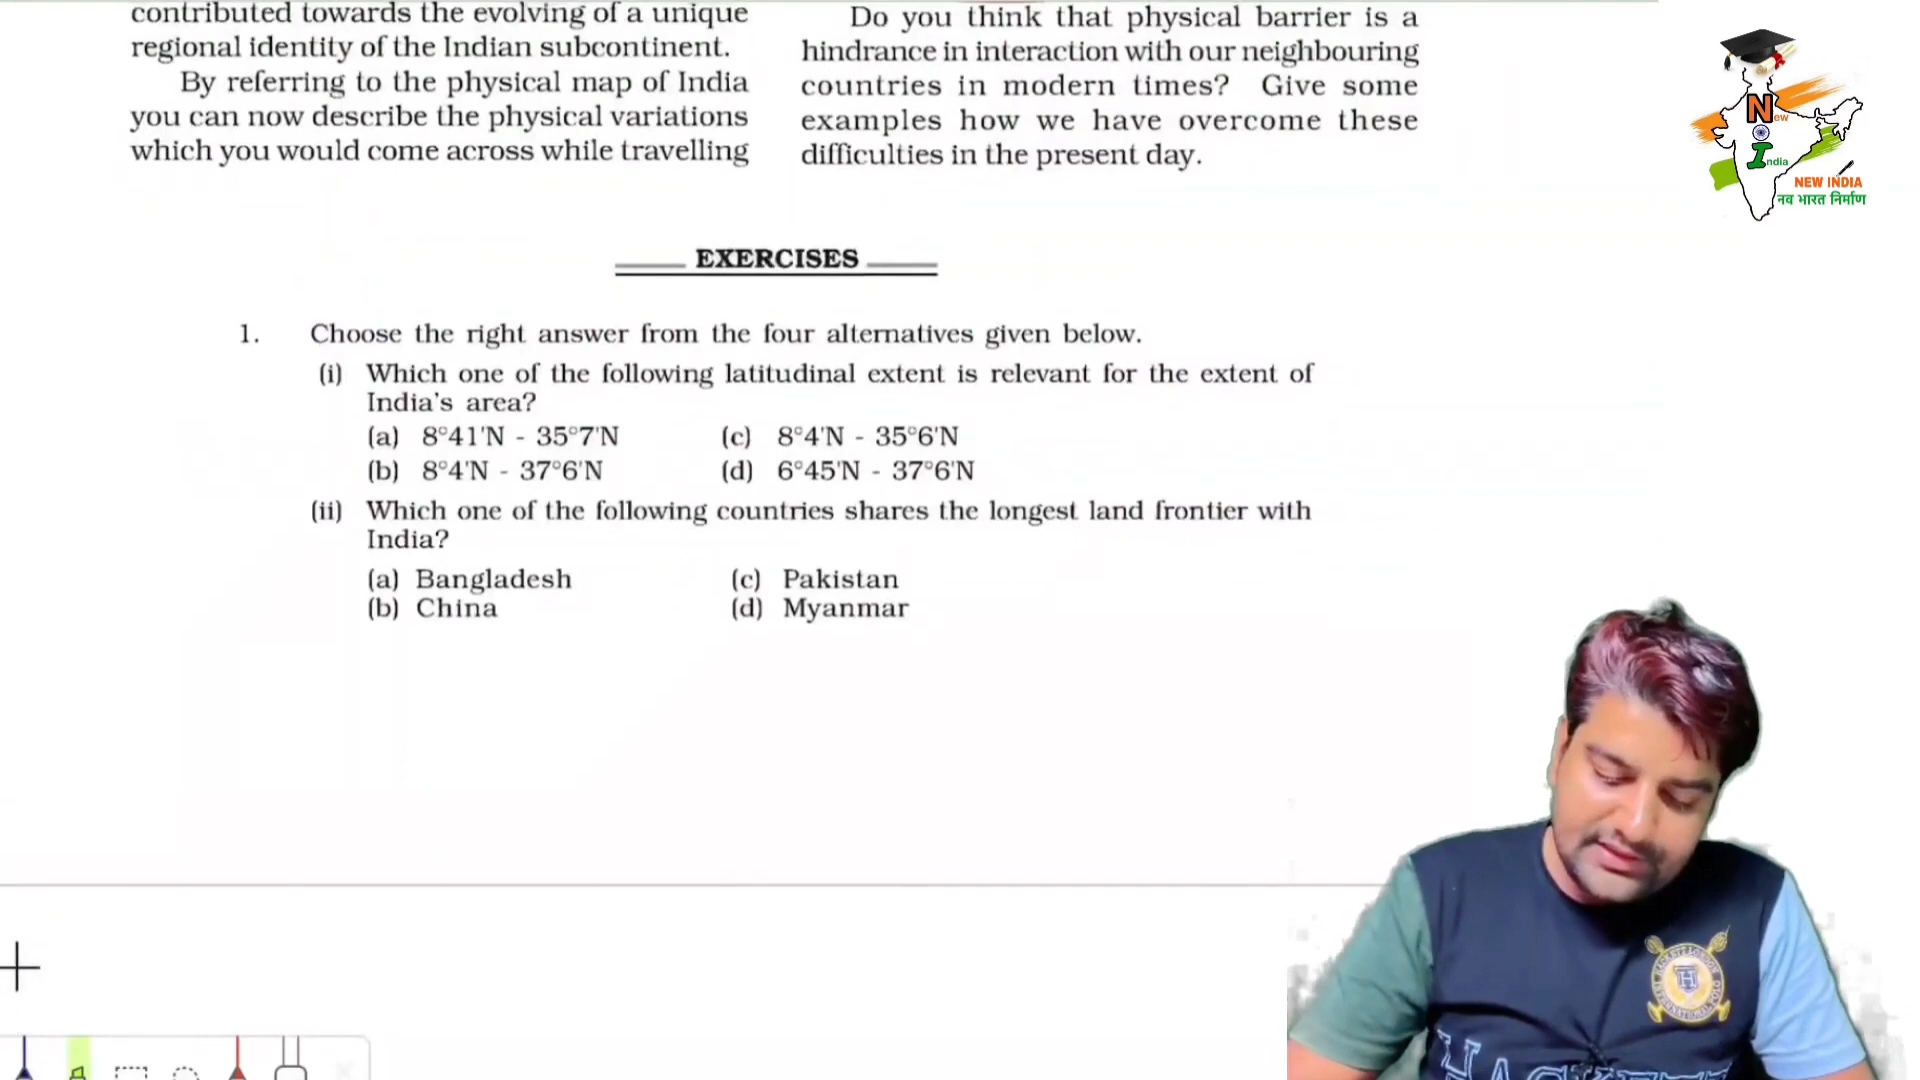 contributed towards the evolving of a unique
regional identity of the Indian subcontinent.
By referring to the physical map of India
you can now describe the physical variations
which you would come across while travelling
Do you think that physical barrier is a
hindrance in interaction with our neighbouring
countries in modern times? Give some
examples how we have overcome these
difficulties in the present day.
New
India
NEW INDIA
नव भारत निर्माण
EXERCISES
1. Choose the right answer from the four alternatives given below.
(i) Which one of the following latitudinal extent is relevant for the extent of
India's area?
(a) 8°41'N - 35°7'N (c) 8°4'N - 35°6'N
(b) 8°4'N - 37°6'N (d) 6°45'N - 37°6'N
(ii) Which one of the following countries shares the longest land frontier with
India?
(a) Bangladesh (c) Pakistan
(b) China (d) Myanmar
H